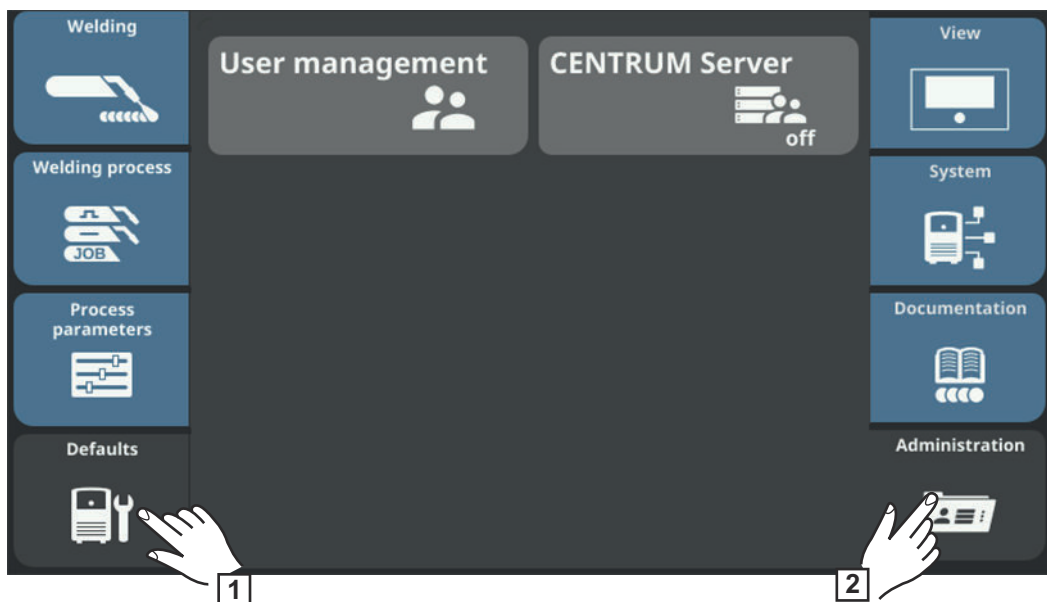 Welding
Welding process
JOB
Process
parameters
Defaults
User management
CENTRUM Server
off
View
System
Documentation
Administration
1
2